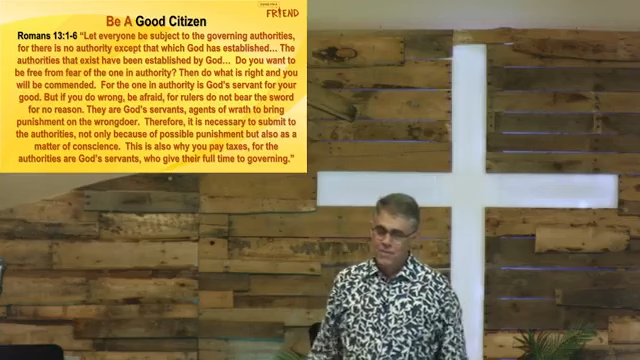 FRIEND
Be A Good Citizen
Romans 13:1-6 “Let everyone be subject to the governing authorities,
for there is no authority except that which God has established… The
authorities that exist have been established by God… Do you want to
be free from fear of the one in authority? Then do what is right and you
will be commended. For the one in authority is God’s servant for your
good. But if you do wrong, be afraid, for rulers do not bear the sword
for no reason. They are God’s servants, agents of wrath to bring
punishment on the wrongdoer. Therefore, it is necessary to submit to
the authorities, not only because of possible punishment but also as a
matter of conscience. This is also why you pay taxes, for the
authorities are God’s servants, who give their full time to governing.”